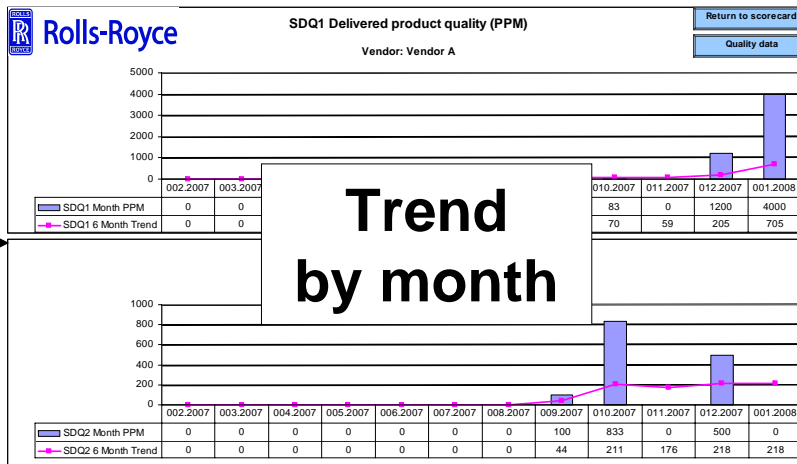 ROLLS
RR
ROYCE
Rolls-Royce
SDQ1 Delivered product quality (PPM)
Vendor: Vendor A
Return to scorecard
Quality data
5000
4000
3000
2000
1000
0
002.2007 003.2007 010.2007 011.2007 012.2007 001.2008
SDQ1 Month PPM 0 0 83 0 1200 4000
SDQ1 6 Month Trend 0 0 70 59 205 705
Trend
by month
1000
800
600
400
200
0
002.2007 003.2007 004.2007 005.2007 006.2007 007.2007 008.2007 009.2007 010.2007 011.2007 012.2007 001.2008
SDQ2 Month PPM 0 0 0 0 0 0 0 100 833 0 500 0
SDQ2 6 Month Trend 0 0 0 0 0 0 0 44 211 176 218 218